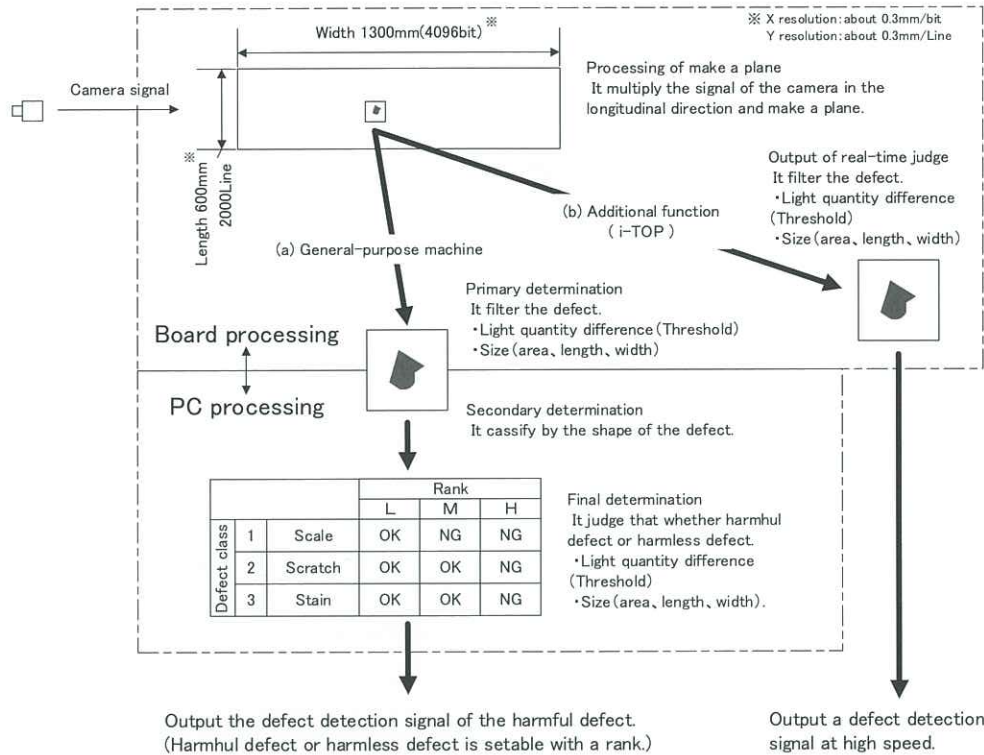 Width 1300mm(4096bit) ※
※ X resolution: about 0.3mm/bit
Y resolution: about 0.3mm/Line
Camera signal
Processing of make a plane
It multiply the signal of the camera in the
longitudinal direction and make a plane.
※
Length 600mm
2000Line
Output of real-time judge
It filter the defect.
・Light quantity difference
(Threshold)
・Size(area、length、width)
(b) Additional function
( i-TOP )
(a) General-purpose machine
Primary determination
It filter the defect.
・Light quantity difference(Threshold)
・Size(area、length、width)
Board processing
PC processing
Secondary determination
It cassify by the shape of the defect.
Rank
L M H
Defect class
1 Scale OK NG NG
2 Scratch OK OK NG
3 Stain OK OK NG
Final determination
It judge that whether harmhul
defect or harmless defect.
・Light quantity difference
(Threshold)
・Size(area、length、width).
Output the defect detection signal of the harmful defect.
(Harmhul defect or harmless defect is setable with a rank.)
Output a defect detection
signal at high speed.